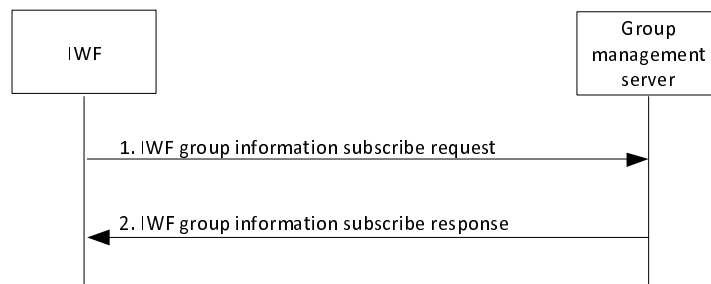 IWF
Group
management
server
1. IWF group information subscribe request
2. IWF group information subscribe response